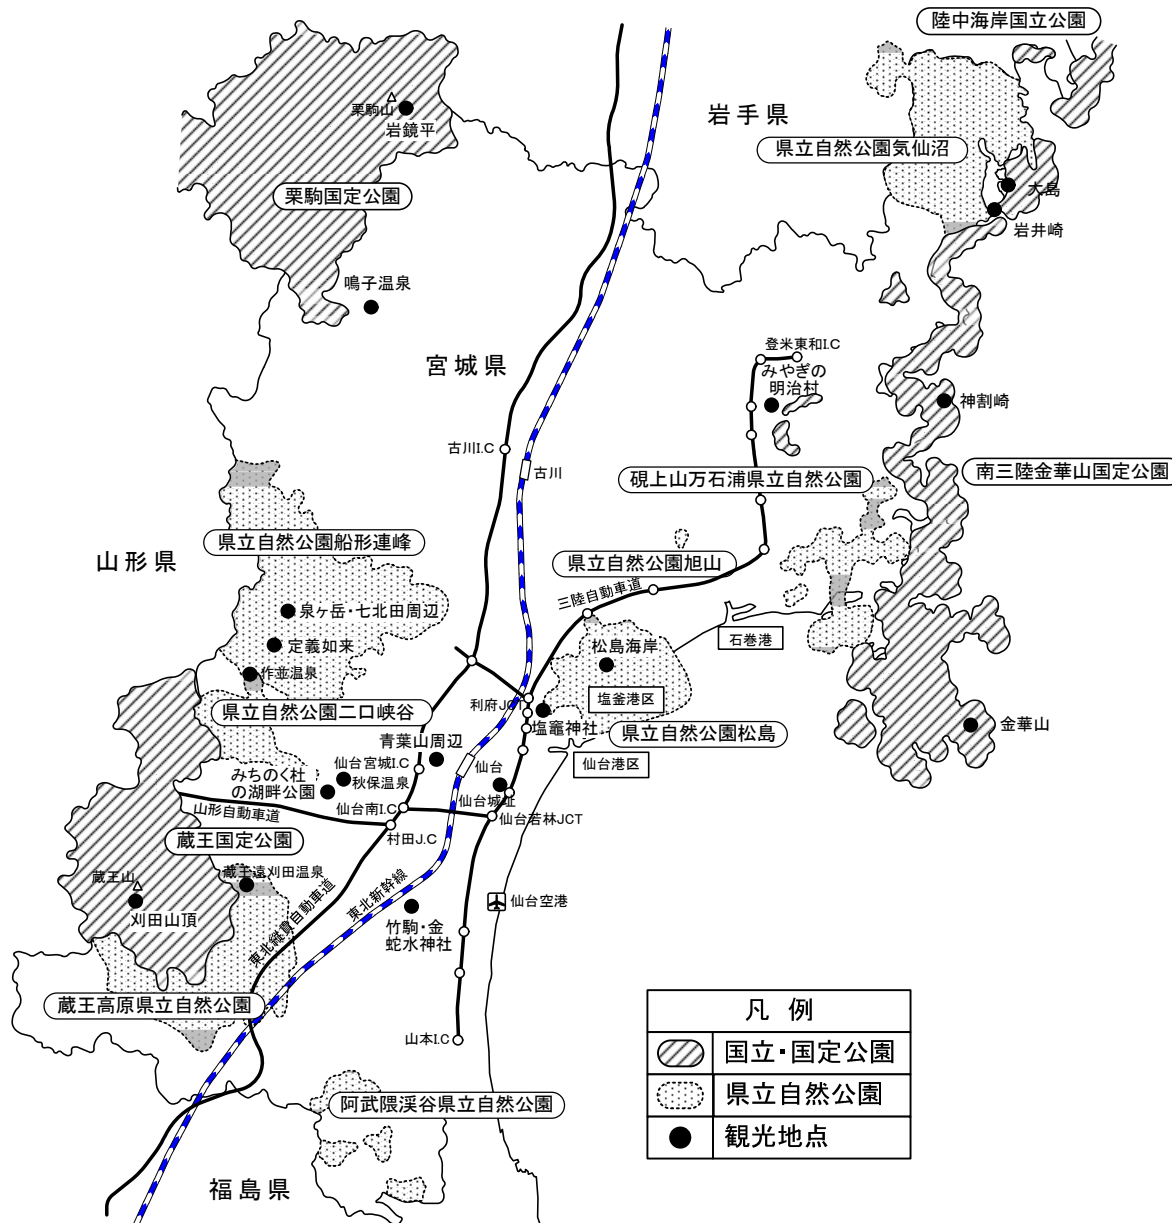 陸中海岸国立公園
栗駒山
岩鏡平
岩手県
県立自然公園気仙沼
栗駒国定公園
大島
岩井崎
鳴子温泉
宮城県
登米東和I.C
みやぎの
明治村
神割崎
古川I.C
古川
硯上山万石浦県立自然公園
南三陸金華山国定公園
県立自然公園船形連峰
山形県
県立自然公園旭山
三陸自動車道
泉ヶ岳・七北田周辺
石巻港
定義如来
松島海岸
作並温泉
塩釜港区
利府JCT
県立自然公園二口峡谷
塩竈神社
県立自然公園松島
金華山
青葉山周辺
仙台宮城I.C
仙台
仙台港区
みちのく杜
の湖畔公園
秋保温泉
仙台城址
山形自動車道
仙台南I.C
仙台若林JCT
村田J.C
蔵王国定公園
蔵王山
蔵王遠刈田温泉
刈田山頂
東北縦貫自動車道
東北新幹線
仙台空港
竹駒・金
蛇水神社
蔵王高原県立自然公園
山本I.C
阿武隈渓谷県立自然公園
福島県
凡例
国立・国定公園
県立自然公園
観光地点